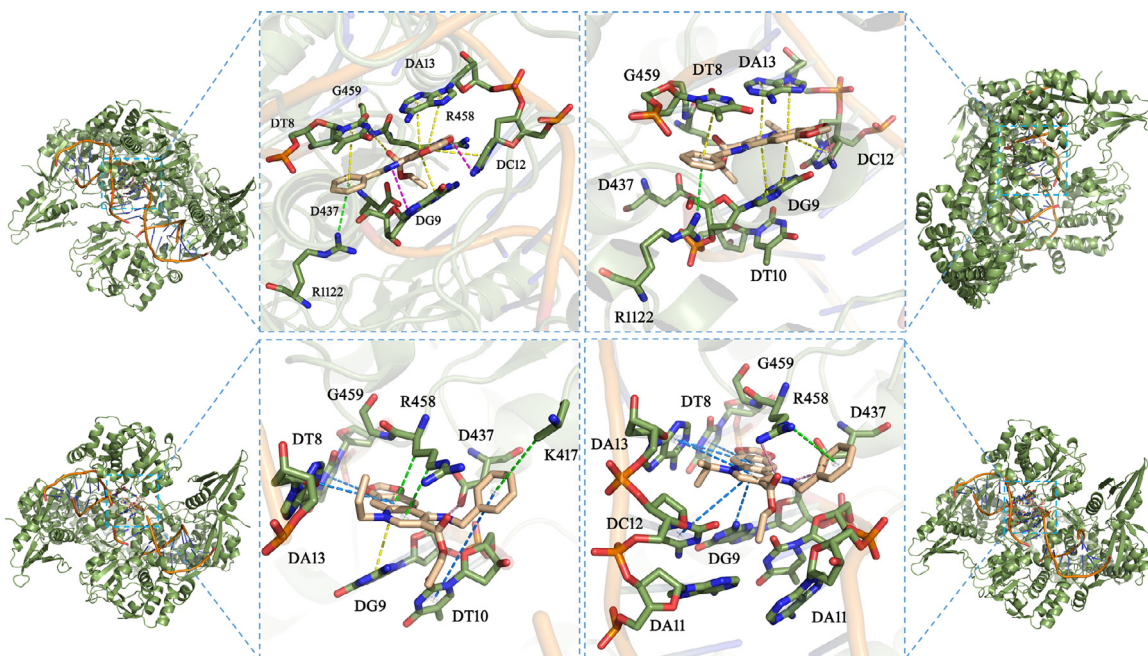 DA13
G459
R458
DT8
DC12
D437
DG9
R1122
DA13
DT8
G459
DC12
D437
DG9
DT10
R1122
G459
R458
DT8
D437
K417
DA13
DG9
DT10
G459
R458
DT8
D437
DA13
DC12
DG9
DA11
DA11